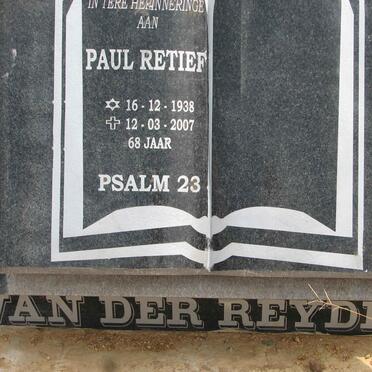 IN TERE HERINNERINGE
AAN
PAUL RETIEF
✡ 16 - 12 - 1938
✝ 12 - 03 - 2007
68 JAAR
PSALM 23
VAN DER REYD